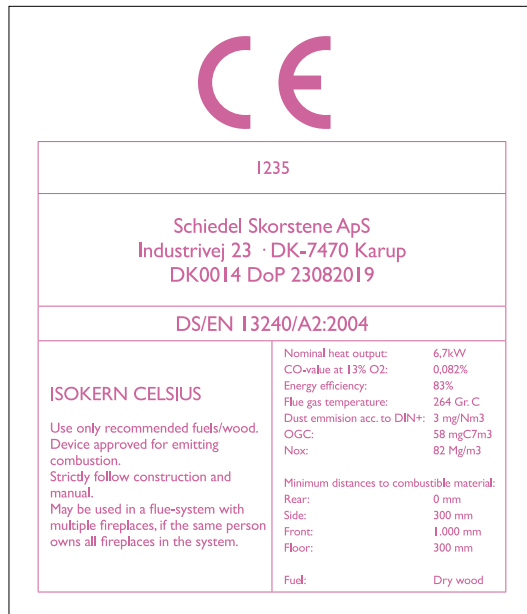 CE
1235
Schiedel Skorstene ApS
Industrivej 23 · DK-7470 Karup
DK0014 DoP 23082019
DS/EN 13240/A2:2004
ISOKERN CELSIUS
Use only recommended fuels/wood.
Device approved for emitting
combustion.
Strictly follow construction and
manual.
May be used in a flue-system with
multiple fireplaces, if the same person
owns all fireplaces in the system.
Nominal heat output: 6,7kW
CO-value at 13% O2: 0,082%
Energy efficiency: 83%
Flue gas temperature: 264 Gr. C
Dust emmision acc. to DIN+: 3 mg/Nm3
OGC: 58 mgC7m3
Nox: 82 Mg/m3
Minimum distances to combustible material:
Rear: 0 mm
Side: 300 mm
Front: 1.000 mm
Floor: 300 mm
Fuel: Dry wood